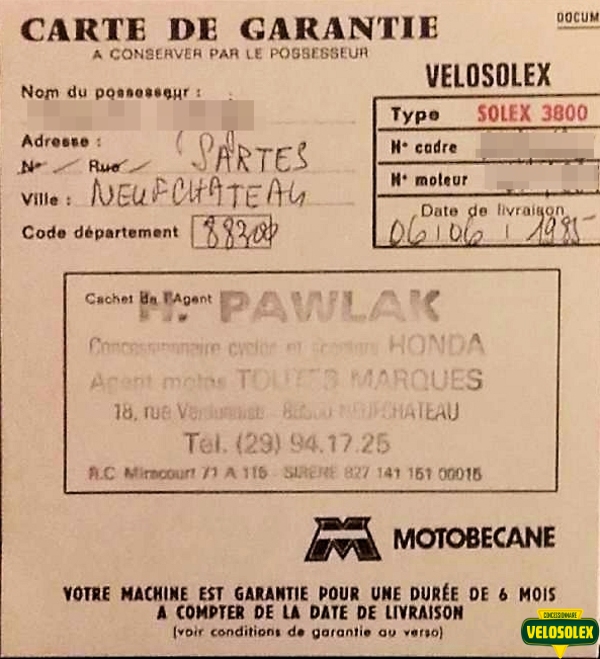 CARTE DE GARANTIE
DOCUM
A CONSERVER PAR LE POSSESSEUR
VELOSOLEX
Nom du possesseur :
Type SOLEX 3800
Adresse :
N° cadre
N° Rue SARTES
N° moteur
Ville : NEUFCHATEAU
Date de livraison
Code département 88300
06 06 1985
Cachet de l'Agent
H. PAWLAK
Concessionnaire cycles et scooters HONDA
Agent motos TOUTES MARQUES
18, rue - 88300 NEUFCHATEAU
Tel. (29) 94.17.25
R.C Mirecourt 71 A 115 - SIRENE 827 141 151 00015
MOTOBECANE
VOTRE MACHINE EST GARANTIE POUR UNE DURÉE DE 6 MOIS
A COMPTER DE LA DATE DE LIVRAISON
(voir conditions de garantie au verso)
CONCESSIONNAIRE
VELOSOLEX